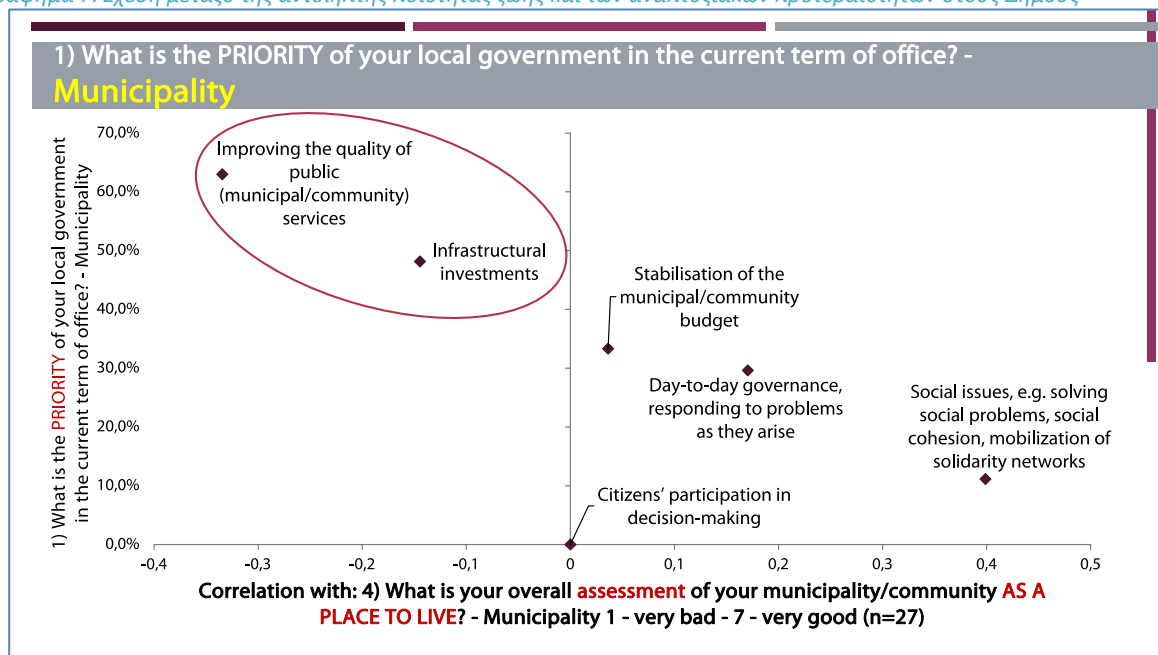 1) What is the PRIORITY of your local government in the current term of office? -
Municipality
1) What is the PRIORITY of your local government
in the current term of office? - Municipality
70,0%
60,0%
50,0%
40,0%
30,0%
20,0%
10,0%
0,0%
Improving the quality of
public
(municipal/community)
services
Infrastructural
investments
Stabilisation of the
municipal/community
budget
Day-to-day governance,
responding to problems
as they arise
Social issues, e.g. solving
social problems, social
cohesion, mobilization of
solidarity networks
Citizens' participation in
decision-making
-0,4
-0,3
-0,2
-0,1
0
0,1
0,2
0,3
0,4
0,5
Correlation with: 4) What is your overall assessment of your municipality/community AS A
PLACE TO LIVE? - Municipality 1 - very bad - 7 - very good (n=27)